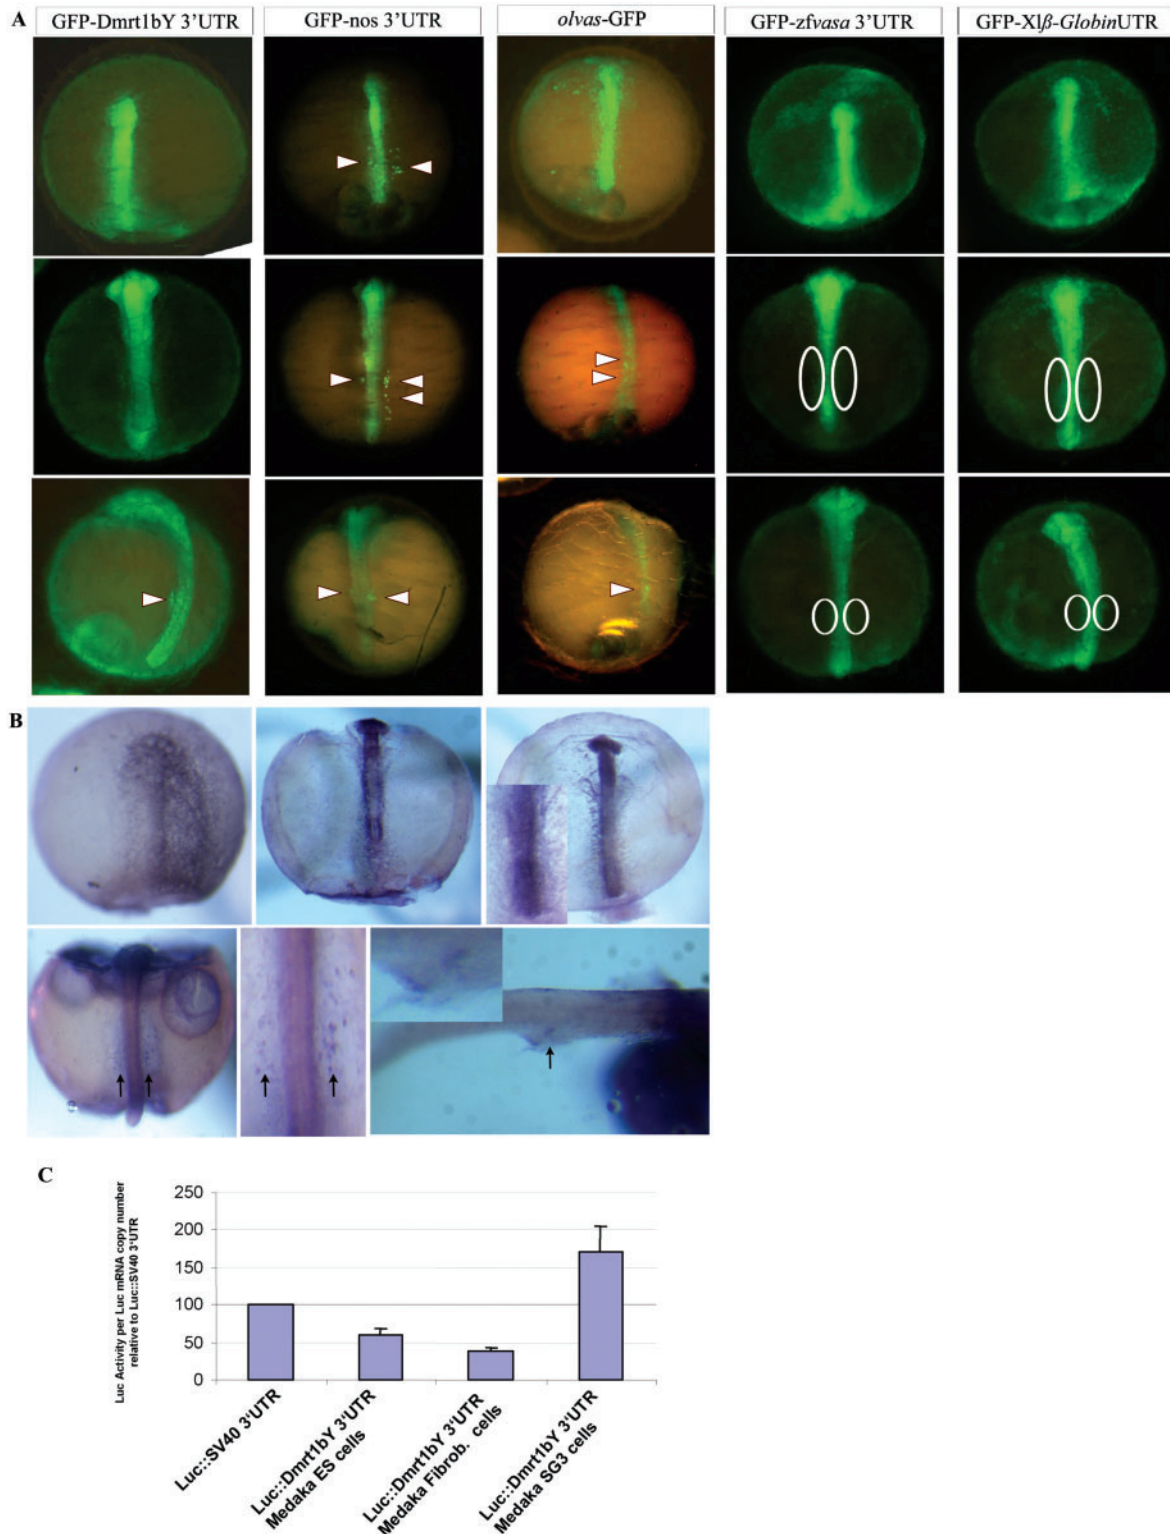 A
GFP-Dmrt1bY 3’UTR
GFP-nos 3’UTR
olvas-GFP
GFP-zfvasa 3’UTR
GFP-Xlβ-GlobinUTR
B
C
Luc Activity per Luc mRNA copy number
relative to Luc::SV40 3'UTR
250
200
150
100
50
0
Luc::SV40 3'UTR
Luc::Dmrt1bY 3'UTR
Medaka ES cells
Luc::Dmrt1bY 3'UTR
Medaka Fibrob. cells
Luc::Dmrt1bY 3'UTR
Medaka SG3 cells